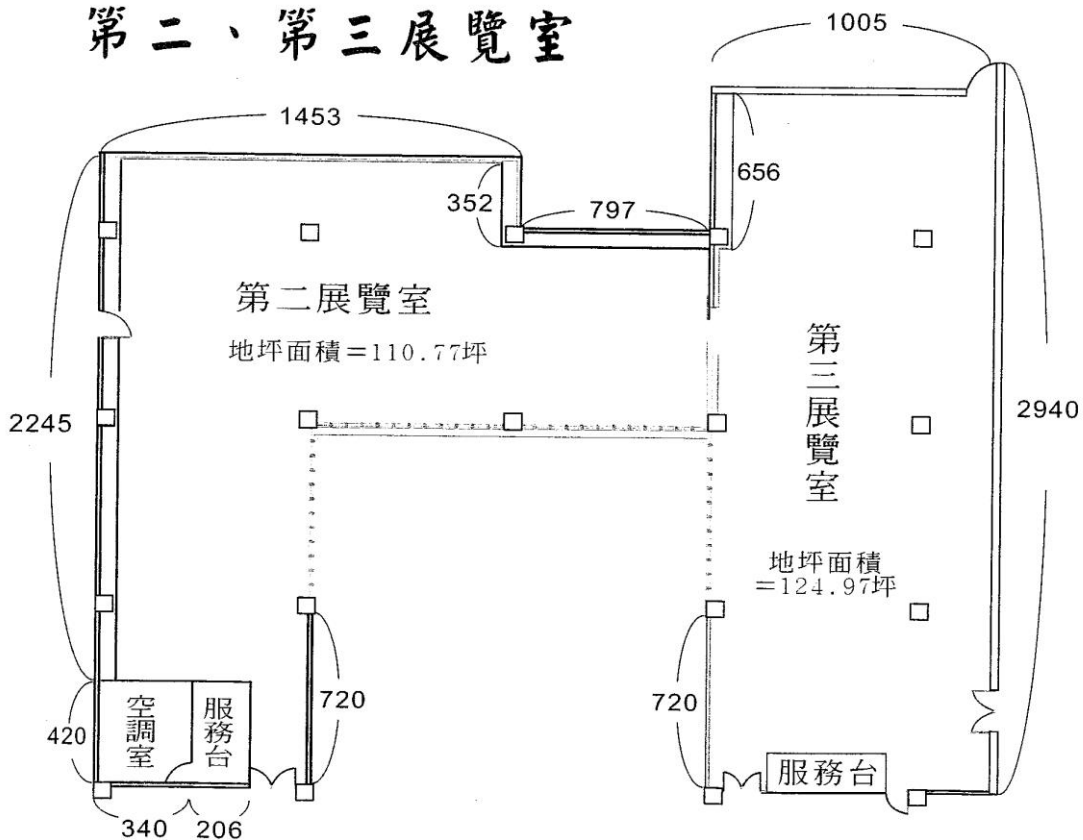 第二、第三展覽室
1005
1453
352
797
656
第二展覽室
地坪面積=110.77坪
第三展覽室
2245
2940
地坪面積
=124.97坪
空調室
服務台
420
720
720
服務台
340
206